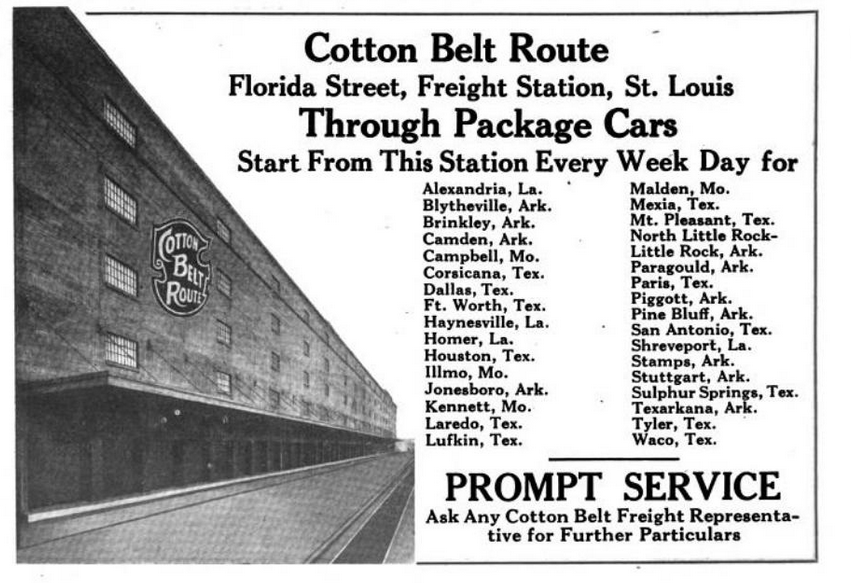 Cotton Belt Route
Florida Street, Freight Station, St. Louis
Through Package Cars
Start From This Station Every Week Day for
Alexandria, La.
Blytheville, Ark.
Brinkley, Ark.
Camden, Ark.
Campbell, Mo.
Corsicana, Tex.
Dallas, Tex.
Ft. Worth, Tex.
Haynesville, La.
Homer, La.
Houston, Tex.
Illmo, Mo.
Jonesboro, Ark.
Kennett, Mo.
Laredo, Tex.
Lufkin, Tex.
Malden, Mo.
Mexia, Tex.
Mt. Pleasant, Tex.
North Little Rock-
Little Rock, Ark.
Paragould, Ark.
Paris, Tex.
Piggott, Ark.
Pine Bluff, Ark.
San Antonio, Tex.
Shreveport, La.
Stamps, Ark.
Stuttgart, Ark.
Sulphur Springs, Tex.
Texarkana, Ark.
Tyler, Tex.
Waco, Tex.
COTTON
BELT
ROUTE
PROMPT SERVICE
Ask Any Cotton Belt Freight Representa-
tive for Further Particulars